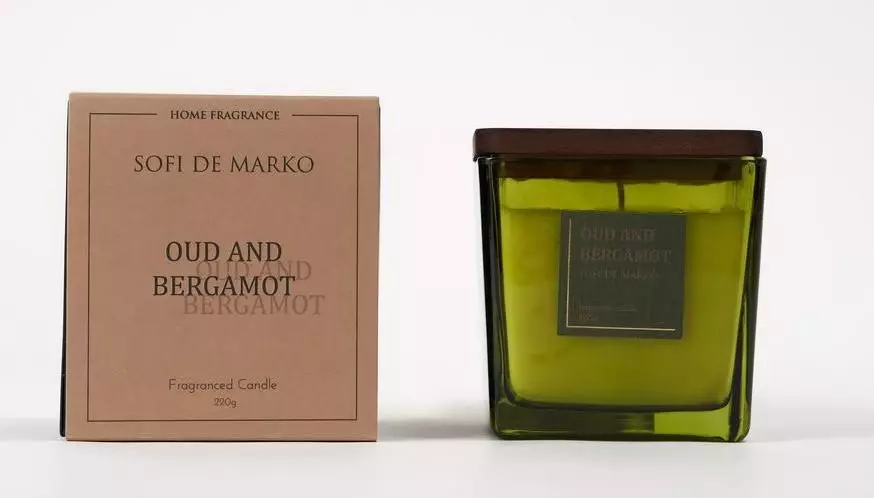 HOME FRAGRANCE
SOFI DE MARKO
OUD AND
BERGAMOT
OUD AND
BERGAMOT
Fragranced Candle
220g
OUD AND
BERGAMOT
SOFI DE MARKO